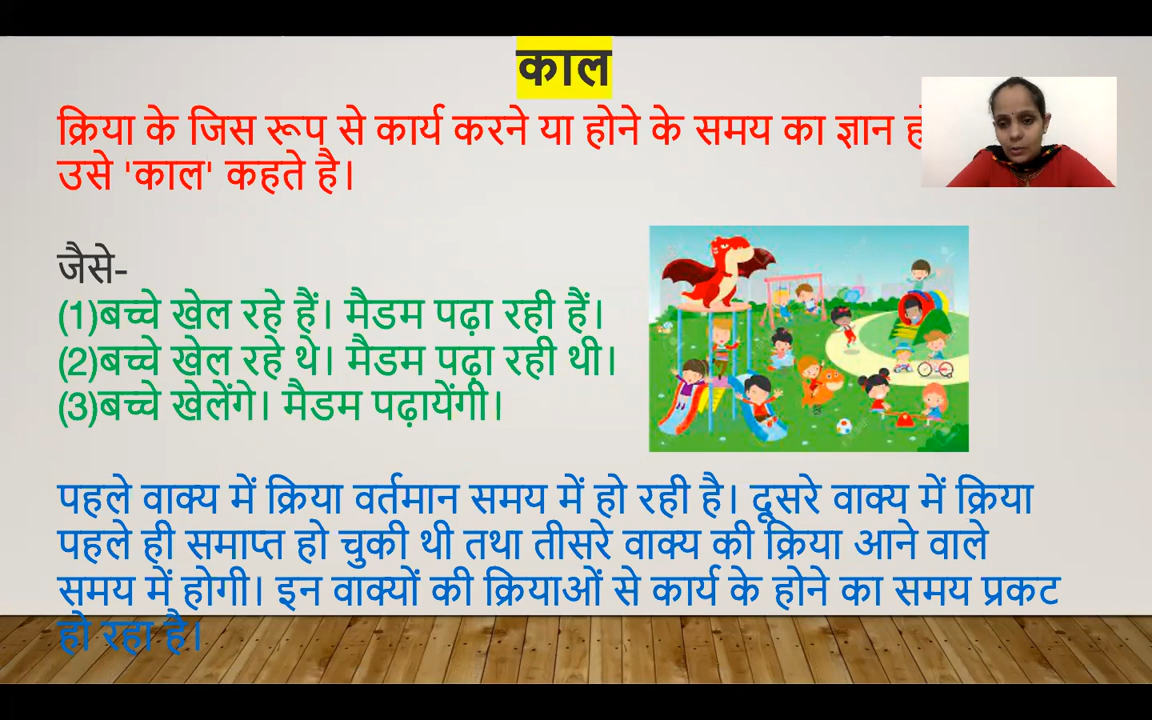 काल
क्रिया के जिस रूप से कार्य करने या होने के समय का ज्ञान
उसे 'काल' कहते है।
जैसे-
(1)बच्चे खेल रहे हैं। मैडम पढ़ा रही हैं।
(2)बच्चे खेल रहे थे। मैडम पढ़ा रही थी।
(3)बच्चे खेलेंगे। मैडम पढ़ायेंगी।
पहले वाक्य में क्रिया वर्तमान समय में हो रही है। दूसरे वाक्य में क्रिया
पहले ही समाप्त हो चुकी थी तथा तीसरे वाक्य की क्रिया आने वाले
समय में होगी। इन वाक्यों की क्रियाओं से कार्य के होने का समय प्रकट
हो रहा है।